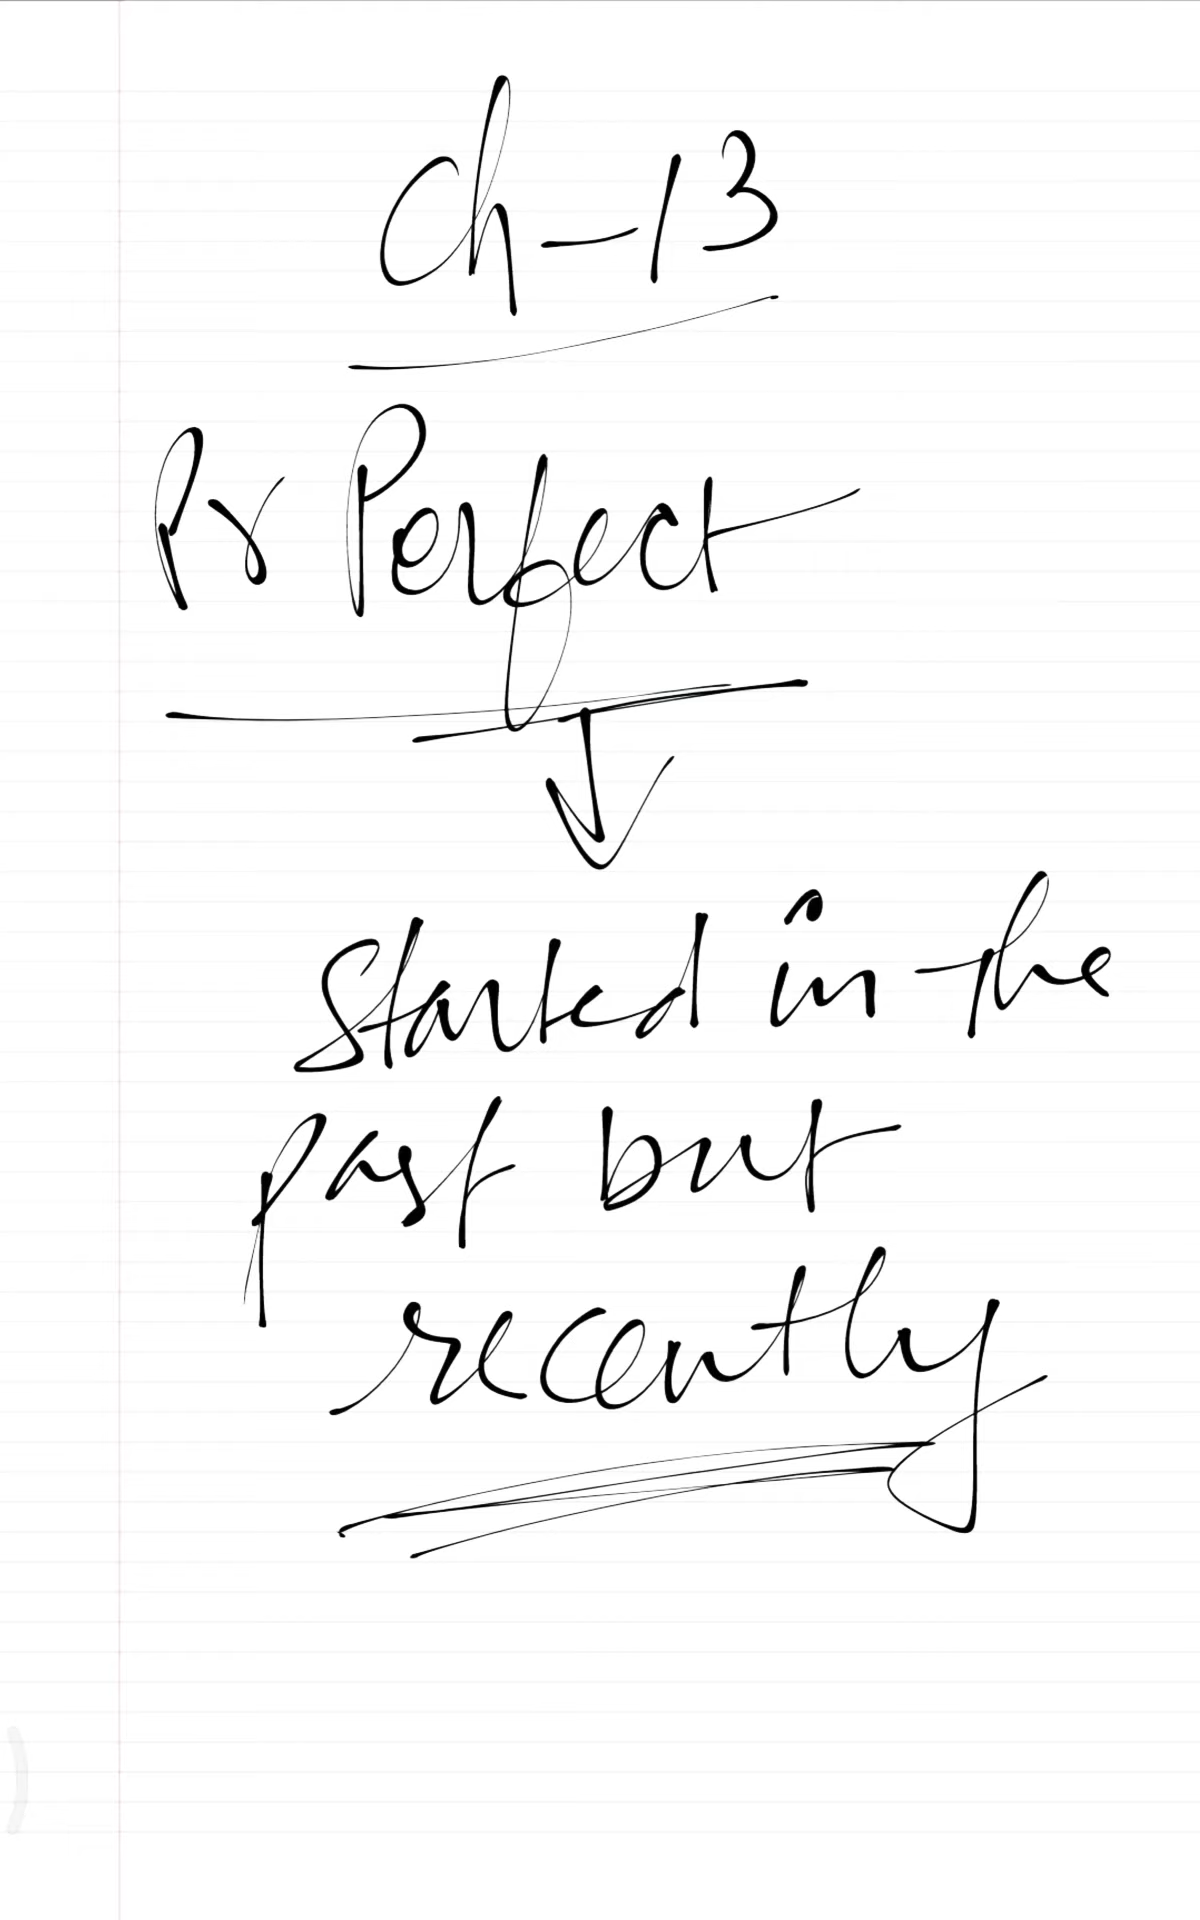 Ch-13
Pr Perfect
Started in the
past but
recently